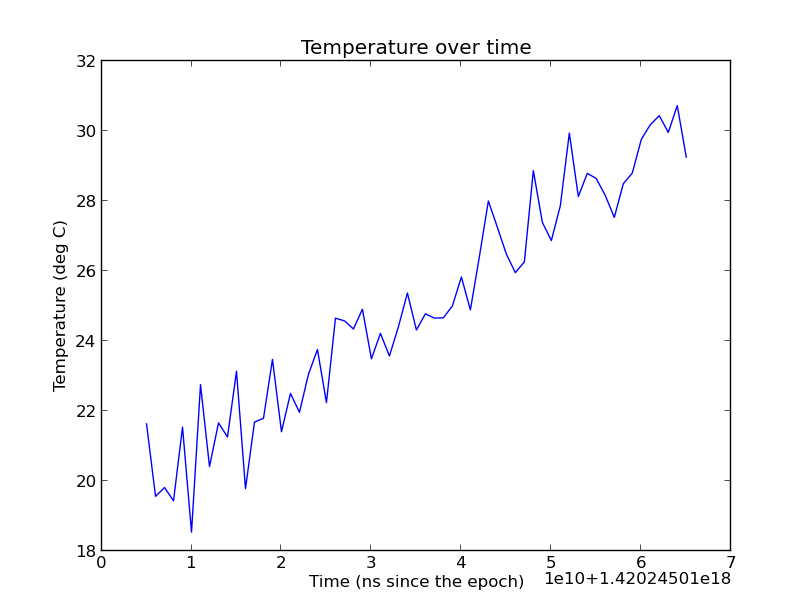 Temperature over time
32
30
28
26
24
22
20
18
Temperature (deg C)
0 1 2 3 4 5 6 7
Time (ns since the epoch)
1e10+1.42024501e18